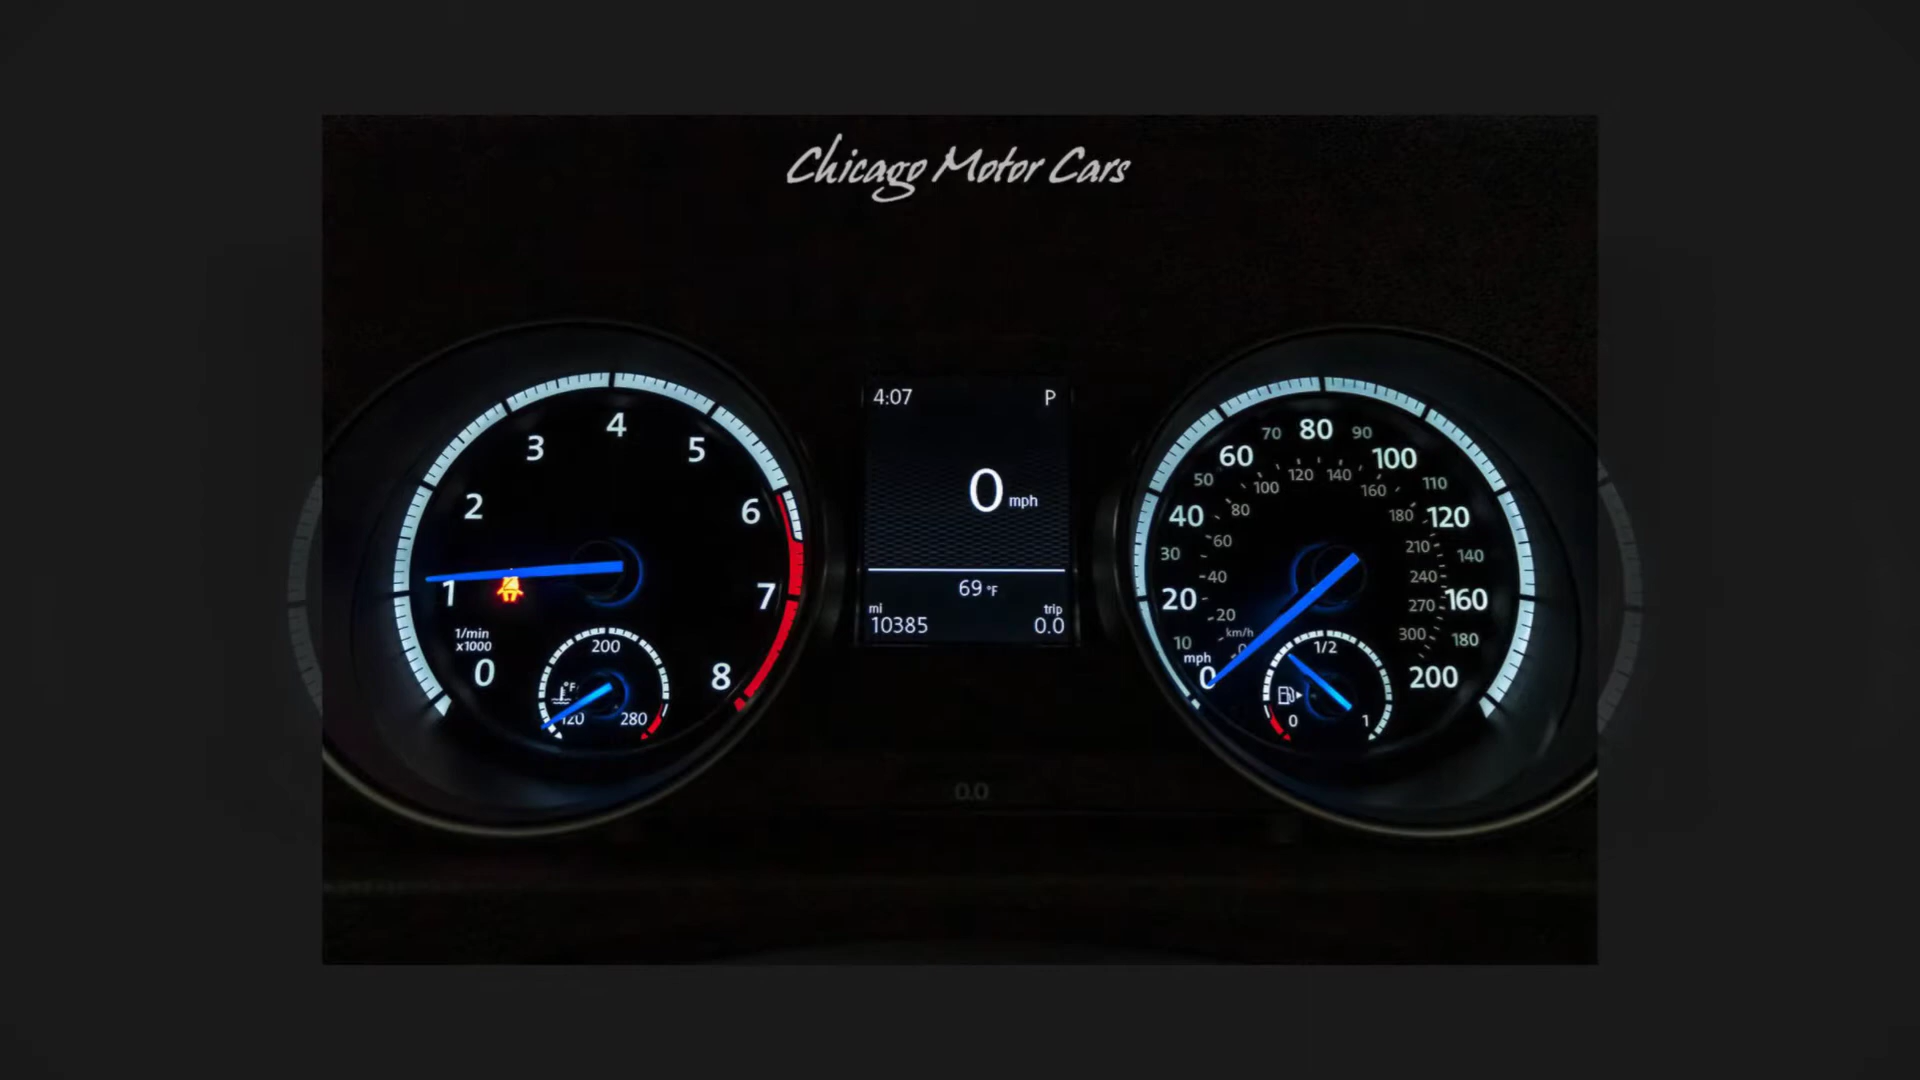 Chicago Motor Cars
4:07 P
0 mph
69 °F
mi trip
10385 0.0
0 1 2 3 4 5 6 7 8
1/min
x1000
200
°F
120 280
mph
0 10 20 30 40 50 60 70 80 90 100 110 120 140 160 180 200
km/h
0 20 40 60 80 100 120 140 160 180 210 240 270 300
1/2
0 1
0.0